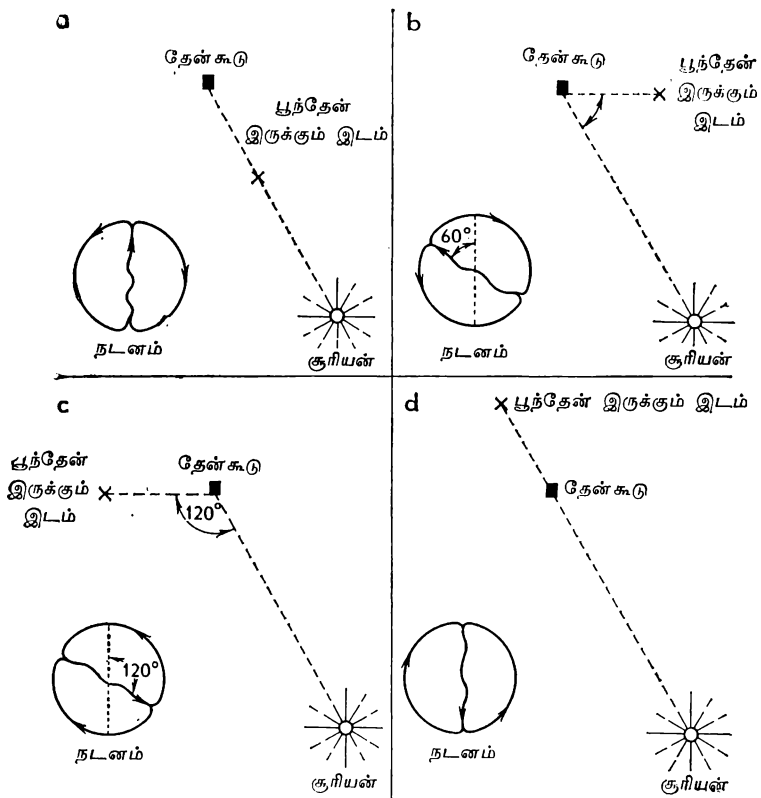 a
தேன்கூடு
பூந்தேன்
இருக்கும் இடம்
நடனம்
சூரியன்
b
தேன்கூடு
பூந்தேன்
இருக்கும்
இடம்
60°
நடனம்
சூரியன்
c
தேன்கூடு
பூந்தேன்
இருக்கும்
இடம்
120°
120°
நடனம்
சூரியன்
d
பூந்தேன் இருக்கும் இடம்
தேன்கூடு
நடனம்
சூரியன்